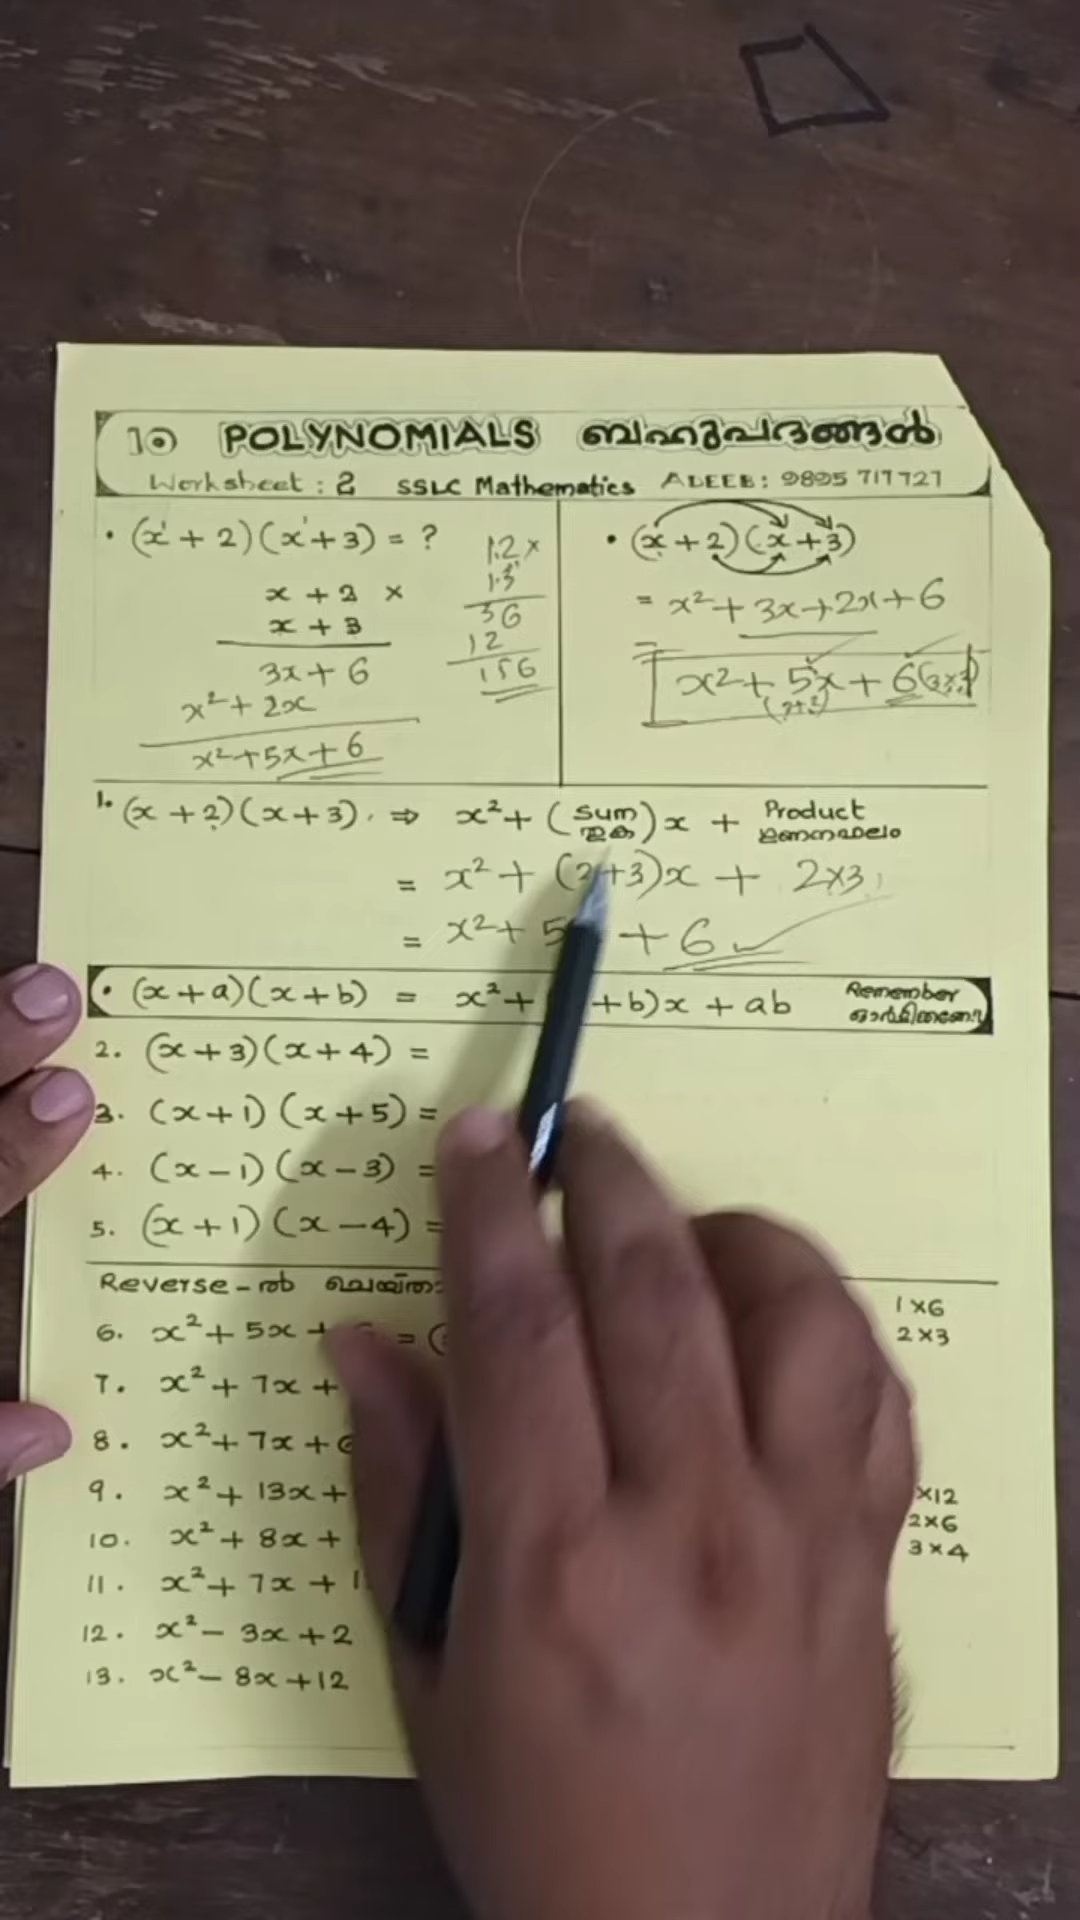 10 POLYNOMIALS ബഹുപദങ്ങൾ
Worksheet : 2 SSLC Mathematics ADEEB: 9895 717727
• (x + 2)(x + 3) = ?
x + 2 ×
x + 3
3x + 6
x² + 2x
x² + 5x + 6
12 ×
13
36
12
156
• (x + 2)(x + 3)
= x² + 3x + 2x + 6
= x² + 5x + 6
1. (x + 2)(x + 3) ⇒ x² + (Sum തുക)x + Product ഗുണനഫലം
= x² + (2+3)x + 2×3
= x² + 5 + 6 ✓
• (x + a)(x + b) = x² + + b)x + ab Remember
2. (x + 3)(x + 4) =
3. (x + 1)(x + 5) =
4. (x – 1)(x – 3) =
5. (x + 1)(x – 4) =
Reverse-ൽ
6. x² + 5x + = (
1 × 6
2 × 3
7. x² + 7x +
8. x² + 7x + 6
9. x² + 13x +
×12
2×6
3×4
10. x² + 8x +
11. x² + 7x + 1
12. x² – 3x + 2
13. x² – 8x + 12